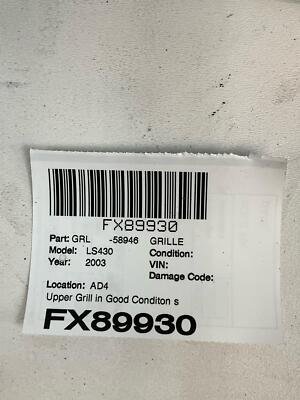 FX89930
Part: GRL -58946 GRILLE
Model: LS430 Condition:
Year: 2003 VIN:
Damage Code:
Location: AD4
Upper Grill in Good Conditon s
FX89930